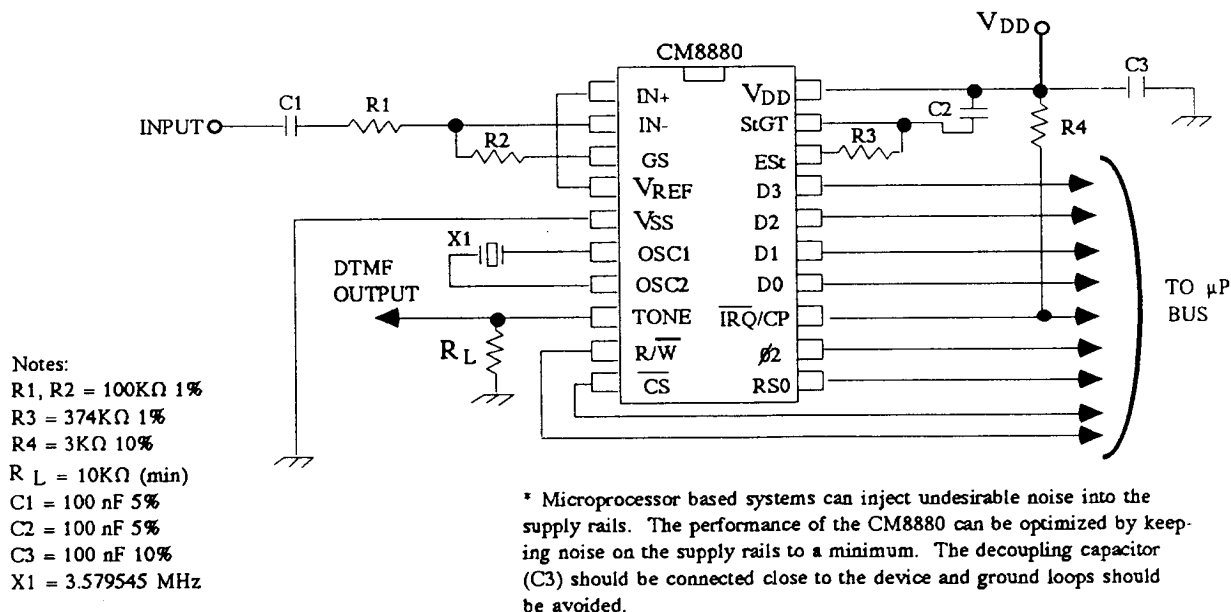 VDD
CM8880
C3
C1
R1
INPUT
R2
IN+
IN-
GS
VREF
VSS
OSC1
OSC2
TONE
R/W̅
C̅S̅
VDD
StGT
ESt
D3
D2
D1
D0
I̅R̅Q̅/CP
ø2
RS0
C2
R3
R4
X1
DTMF
OUTPUT
RL
TO µP
BUS
Notes:
R1, R2 = 100KΩ 1%
R3 = 374KΩ 1%
R4 = 3KΩ 10%
R L = 10KΩ (min)
C1 = 100 nF 5%
C2 = 100 nF 5%
C3 = 100 nF 10%
X1 = 3.579545 MHz
* Microprocessor based systems can inject undesirable noise into the
supply rails. The performance of the CM8880 can be optimized by keep-
ing noise on the supply rails to a minimum. The decoupling capacitor
(C3) should be connected close to the device and ground loops should
be avoided.